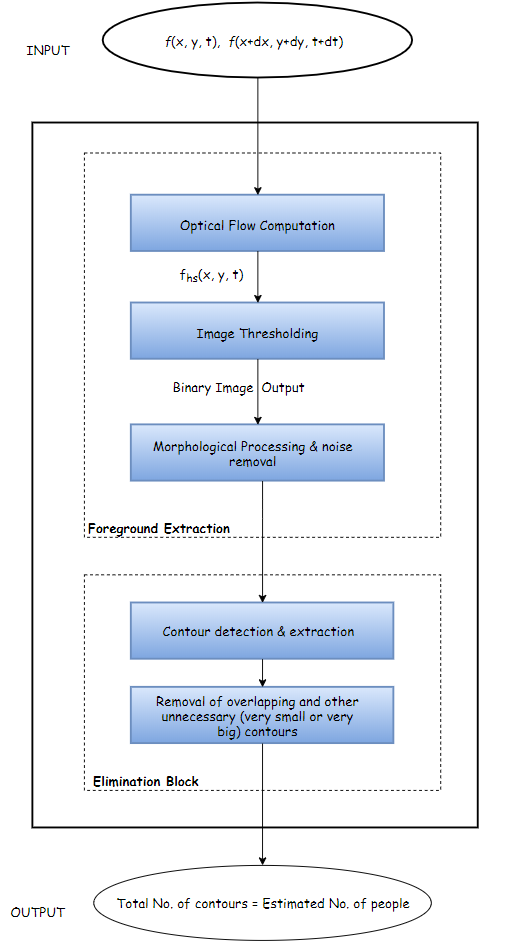 INPUT
f(x, y, t), f(x+dx, y+dy, t+dt)
Optical Flow Computation
fhs(x, y, t)
Image Thresholding
Binary Image Output
Morphological Processing & noise
removal
Foreground Extraction
Contour detection & extraction
Removal of overlapping and other
unnecessary (very small or very
big) contours
Elimination Block
OUTPUT
Total No. of contours = Estimated No. of people